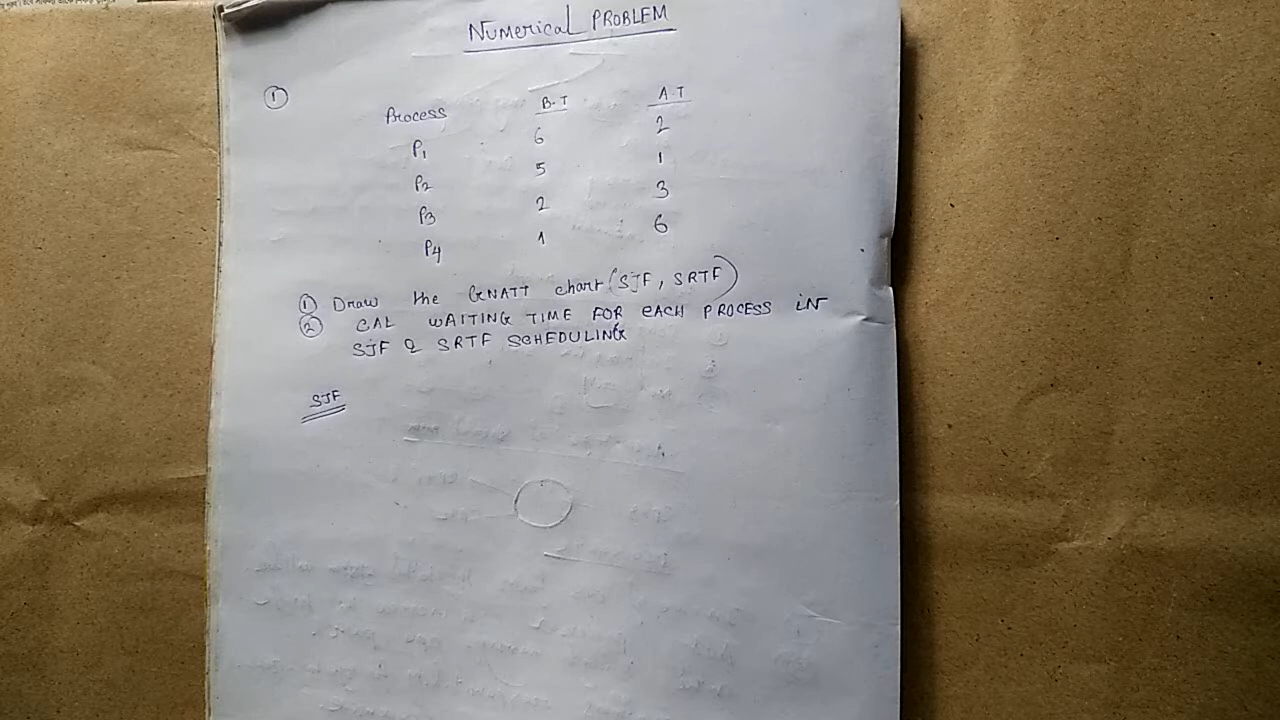 Numerical PROBLEM
① Process B.T A.T
P1 6 2
P2 5 1
P3 2 3
P4 1 6
① Draw the GNATT chart (SJF, SRTF)
② CAL WAITING TIME FOR EACH PROCESS IN
SJF & SRTF SCHEDULING
SJF